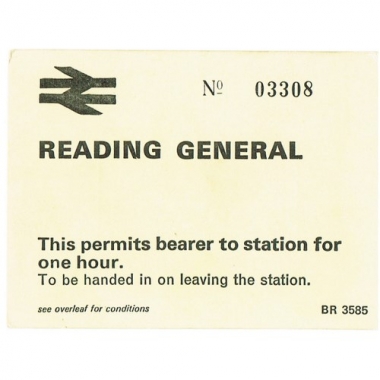 Nº 03308
READING GENERAL
This permits bearer to station for
one hour.
To be handed in on leaving the station.
see overleaf for conditions BR 3585